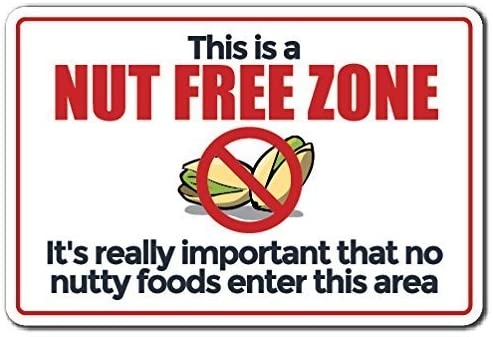 This is a
NUT FREE ZONE
It's really important that no
nutty foods enter this area